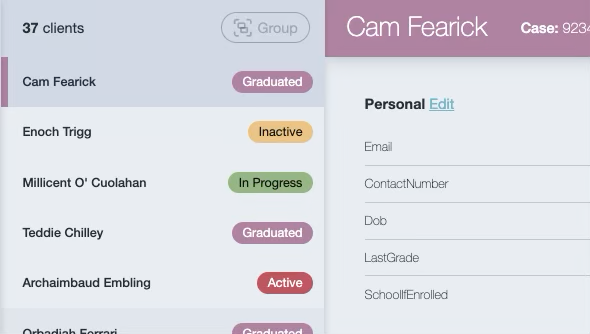 37 clients
Group
Cam Fearick
Graduated
Enoch Trigg
Inactive
Millicent O' Cuolahan
In Progress
Teddie Chilley
Graduated
Archaimbaud Embling
Active
Orbadiah Ferrari
Graduated
Cam Fearick
Case: 9234
Personal Edit
Email
ContactNumber
Dob
LastGrade
SchoolIfEnrolled